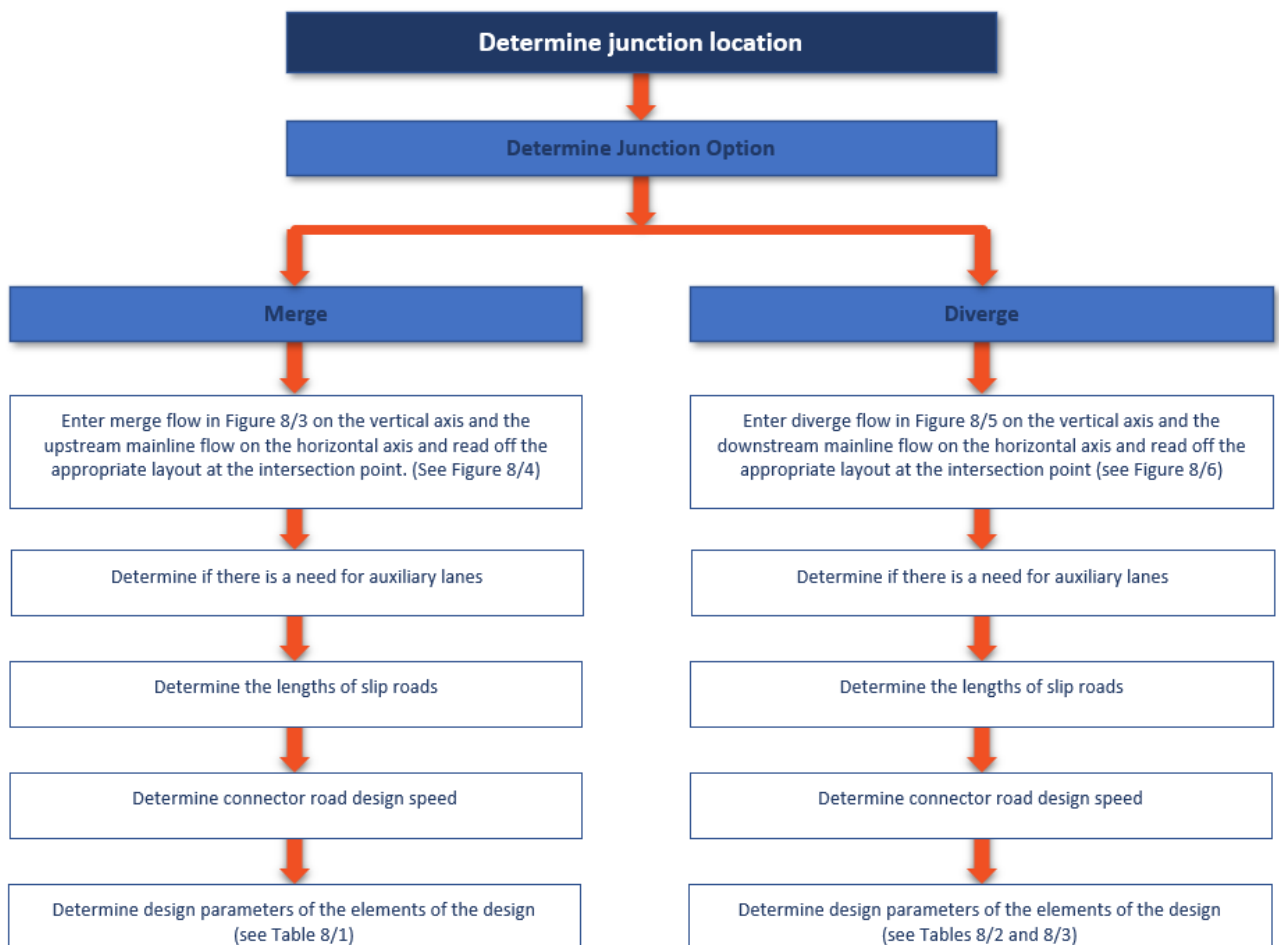 Determine junction location
Determine Junction Option
Merge
Diverge
Enter merge flow in Figure 8/3 on the vertical axis and the
upstream mainline flow on the horizontal axis and read off the
appropriate layout at the intersection point. (See Figure 8/4)
Enter diverge flow in Figure 8/5 on the vertical axis and the
downstream mainline flow on the horizontal axis and read off the
appropriate layout at the intersection point (see Figure 8/6)
Determine if there is a need for auxiliary lanes
Determine if there is a need for auxiliary lanes
Determine the lengths of slip roads
Determine the lengths of slip roads
Determine connector road design speed
Determine connector road design speed
Determine design parameters of the elements of the design
(see Table 8/1)
Determine design parameters of the elements of the design
(see Tables 8/2 and 8/3)